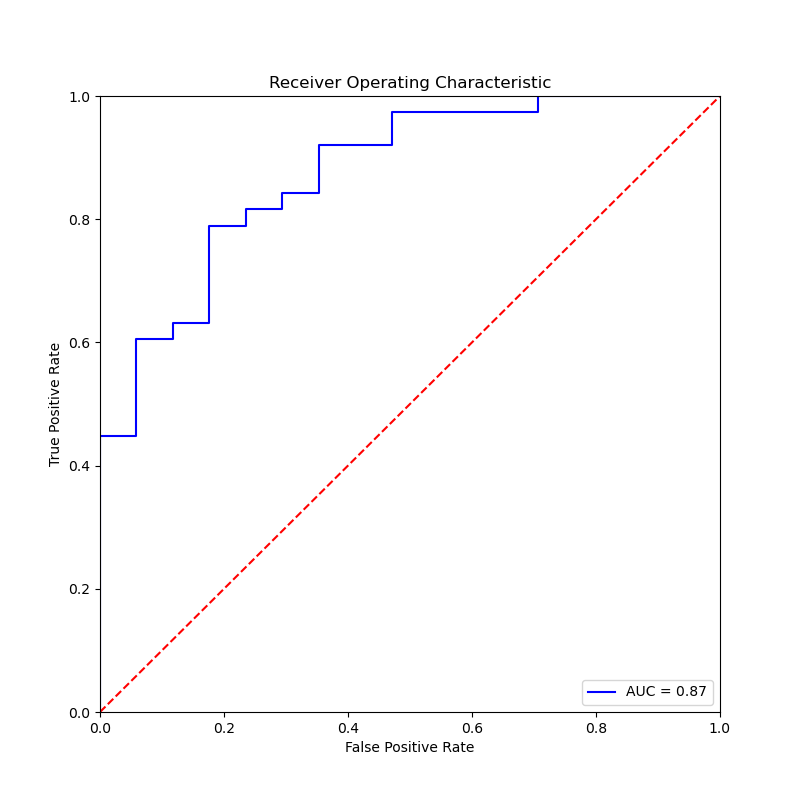 Receiver Operating Characteristic
1.0
0.8
0.6
0.4
0.2
0.0
True Positive Rate
AUC = 0.87
0.0 0.2 0.4 0.6 0.8 1.0
False Positive Rate